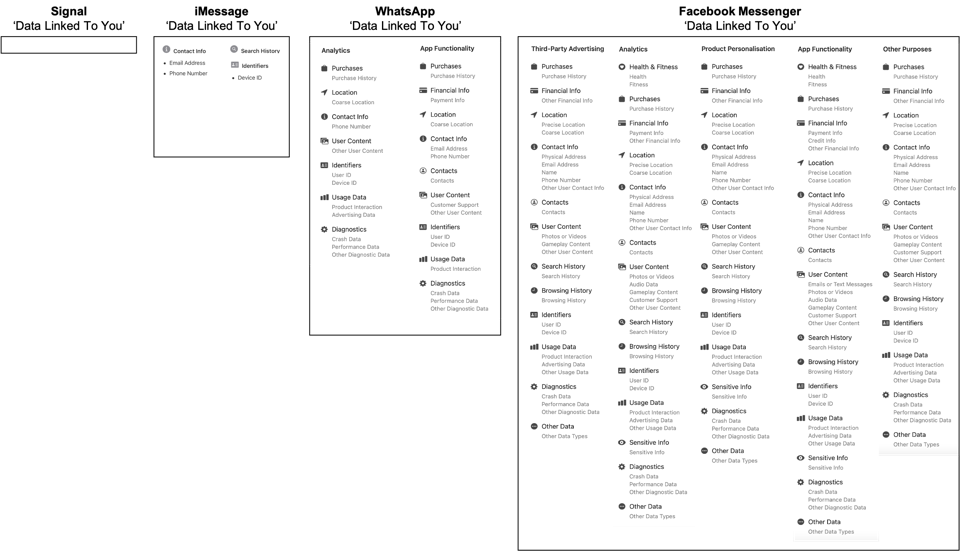 Signal
'Data Linked To You'
iMessage
'Data Linked To You'
Contact Info
• Email Address
• Phone Number
Search History
Identifiers
• Device ID
WhatsApp
'Data Linked To You'
Analytics
Purchases
Purchase History
Location
Coarse Location
Contact Info
Phone Number
User Content
Other User Content
Identifiers
User ID
Device ID
Usage Data
Product Interaction
Advertising Data
Diagnostics
Crash Data
Performance Data
Other Diagnostic Data
App Functionality
Purchases
Purchase History
Financial Info
Payment Info
Location
Coarse Location
Contact Info
Email Address
Phone Number
Contacts
Contacts
User Content
Customer Support
Other User Content
Identifiers
User ID
Device ID
Usage Data
Product Interaction
Diagnostics
Crash Data
Performance Data
Other Diagnostic Data
Facebook Messenger
'Data Linked To You'
Third-Party Advertising
Purchases
Purchase History
Financial Info
Other Financial Info
Location
Precise Location
Coarse Location
Contact Info
Physical Address
Email Address
Name
Phone Number
Other User Contact Info
Contacts
Contacts
User Content
Photos or Videos
Gameplay Content
Other User Content
Search History
Search History
Browsing History
Browsing History
Identifiers
User ID
Device ID
Usage Data
Product Interaction
Advertising Data
Other Usage Data
Diagnostics
Crash Data
Performance Data
Other Diagnostic Data
Other Data
Other Data Types
Analytics
Health & Fitness
Health
Fitness
Purchases
Purchase History
Financial Info
Payment Info
Other Financial Info
Location
Precise Location
Coarse Location
Contact Info
Physical Address
Email Address
Name
Phone Number
Other User Contact Info
Contacts
Contacts
User Content
Photos or Videos
Audio Data
Gameplay Content
Customer Support
Other User Content
Search History
Search History
Browsing History
Browsing History
Identifiers
User ID
Device ID
Usage Data
Product Interaction
Advertising Data
Other Usage Data
Sensitive Info
Sensitive Info
Diagnostics
Crash Data
Performance Data
Other Diagnostic Data
Other Data
Other Data Types
Product Personalisation
Purchases
Purchase History
Financial Info
Other Financial Info
Location
Precise Location
Coarse Location
Contact Info
Physical Address
Email Address
Name
Phone Number
Other User Contact Info
Contacts
Contacts
User Content
Photos or Videos
Gameplay Content
Other User Content
Search History
Search History
Browsing History
Browsing History
Identifiers
User ID
Device ID
Usage Data
Product Interaction
Advertising Data
Other Usage Data
Sensitive Info
Sensitive Info
Diagnostics
Crash Data
Performance Data
Other Diagnostic Data
Other Data
Other Data Types
App Functionality
Health & Fitness
Health
Fitness
Purchases
Purchase History
Financial Info
Payment Info
Credit Info
Other Financial Info
Location
Precise Location
Coarse Location
Contact Info
Physical Address
Email Address
Name
Phone Number
Other User Contact Info
Contacts
Contacts
User Content
Emails or Text Messages
Photos or Videos
Audio Data
Gameplay Content
Customer Support
Other User Content
Search History
Search History
Browsing History
Browsing History
Identifiers
User ID
Device ID
Usage Data
Product Interaction
Advertising Data
Other Usage Data
Sensitive Info
Sensitive Info
Diagnostics
Crash Data
Performance Data
Other Diagnostic Data
Other Data
Other Data Types
Other Purposes
Purchases
Purchase History
Financial Info
Other Financial Info
Location
Precise Location
Coarse Location
Contact Info
Physical Address
Email Address
Name
Phone Number
Other User Contact Info
Contacts
Contacts
User Content
Photos or Videos
Gameplay Content
Customer Support
Other User Content
Search History
Search History
Browsing History
Browsing History
Identifiers
User ID
Device ID
Usage Data
Product Interaction
Advertising Data
Other Usage Data
Diagnostics
Crash Data
Performance Data
Other Diagnostic Data
Other Data
Other Data Types